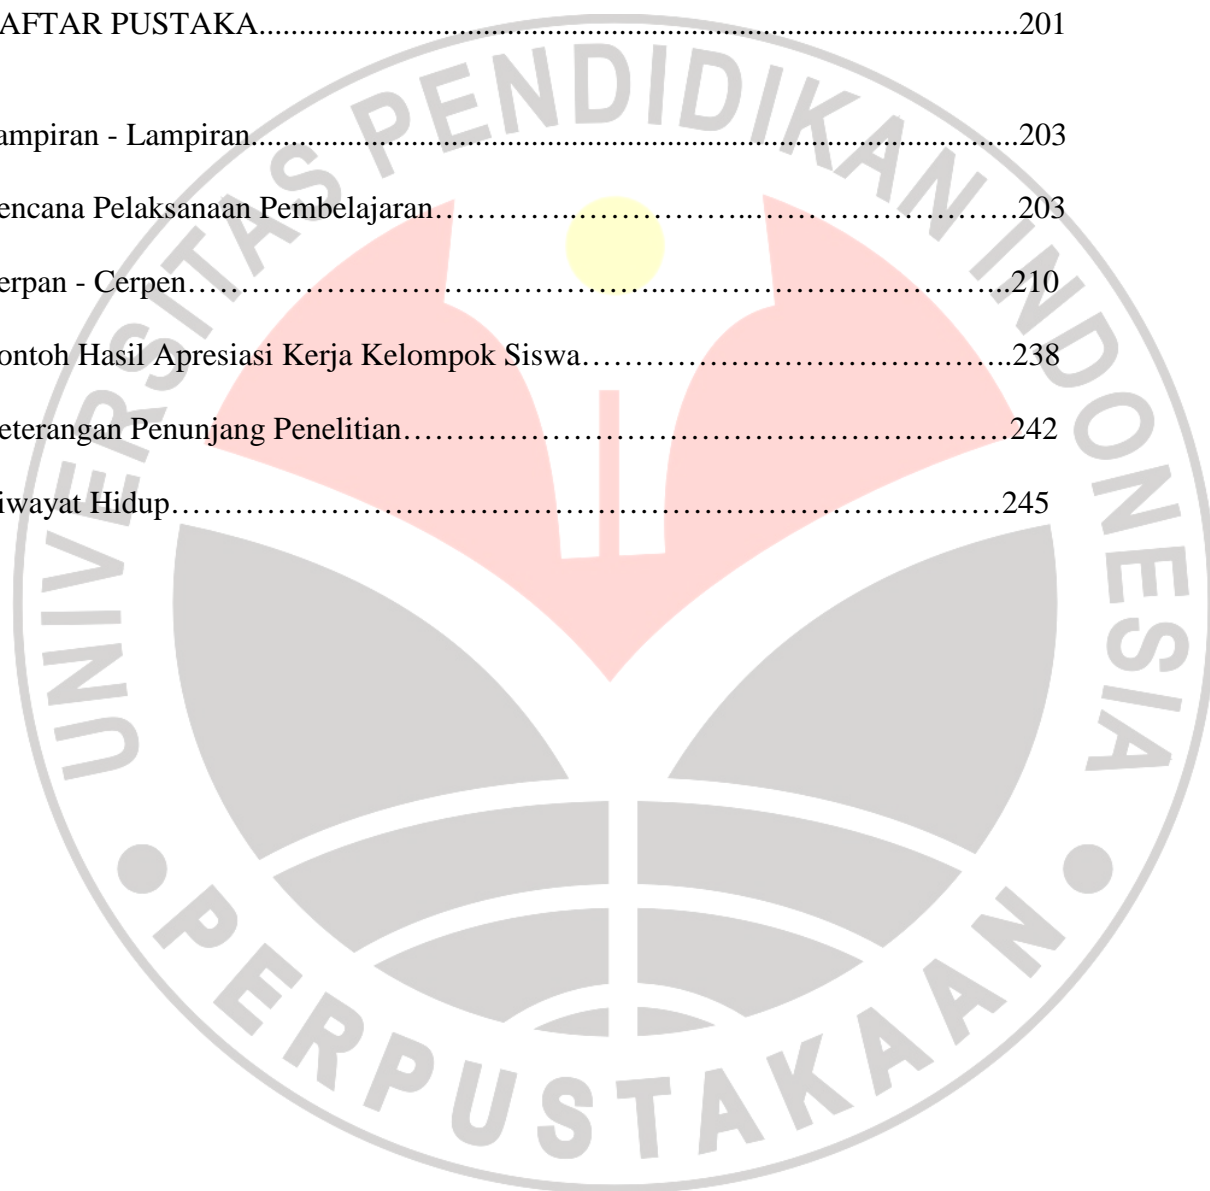 AFTAR PUSTAKA....................................................................................................201
ampiran - Lampiran....................................................................................................203
encana Pelaksanaan Pembelajaran…………..……………..……………………203
erpan - Cerpen………………………..……………..…………………………...210
ontoh Hasil Apresiasi Kerja Kelompok Siswa…………………………………..238
eterangan Penunjang Penelitian…………………………………………………242
iwayat Hidup……………………………………………………………………245
UNIVERSITAS PENDIDIKAN INDONESIA
PERPUSTAKAAN